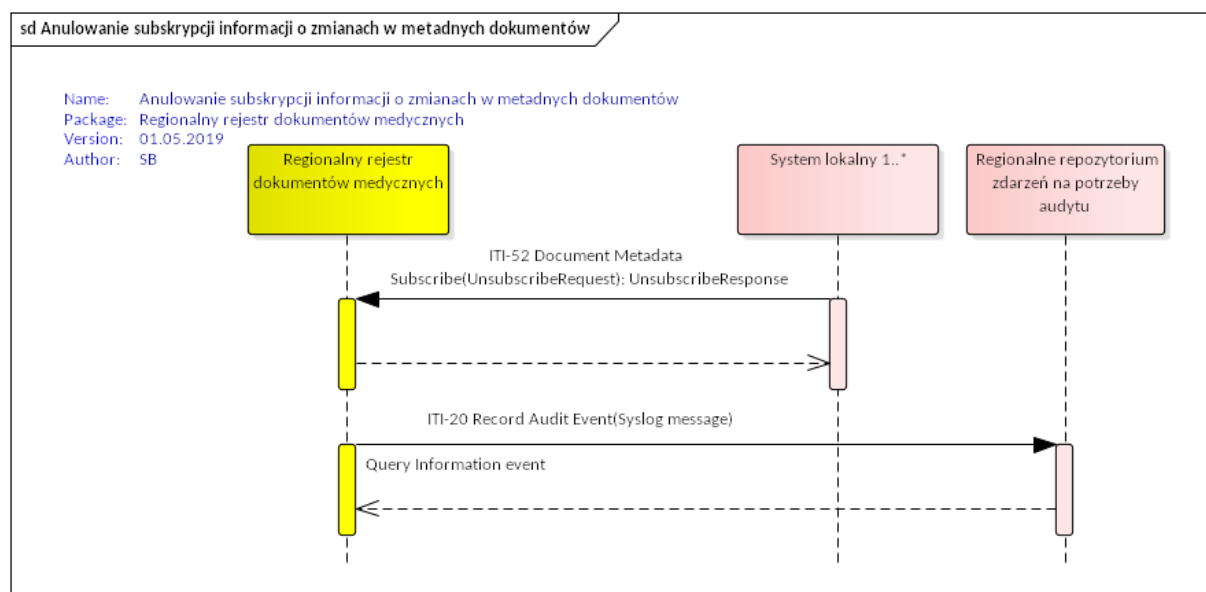 sd Anulowanie subskrypcji informacji o zmianach w metadnych dokumentów
Name: Anulowanie subskrypcji informacji o zmianach w metadnych dokumentów
Package: Regionalny rejestr dokumentów medycznych
Version: 01.05.2019
Author: SB
Regionalny rejestr
dokumentów medycznych
System lokalny 1..*
Regionalne repozytorium
zdarzeń na potrzeby
audytu
ITI-52 Document Metadata
Subscribe(UnsubscribeRequest): UnsubscribeResponse
ITI-20 Record Audit Event(Syslog message)
Query Information event